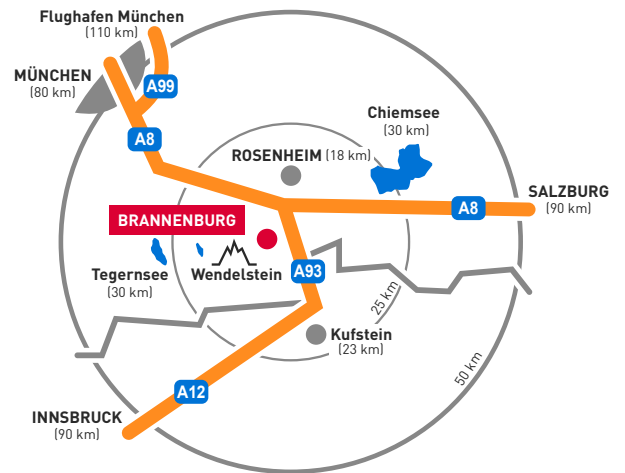 Flughafen München
(110 km)
MÜNCHEN
(80 km)
A99
A8
Chiemsee
(30 km)
ROSENHEIM (18 km)
SALZBURG
(90 km)
A8
BRANNENBURG
Tegernsee
(30 km)
Wendelstein
A93
25 km
Kufstein
(23 km)
50 km
A12
INNSBRUCK
(90 km)